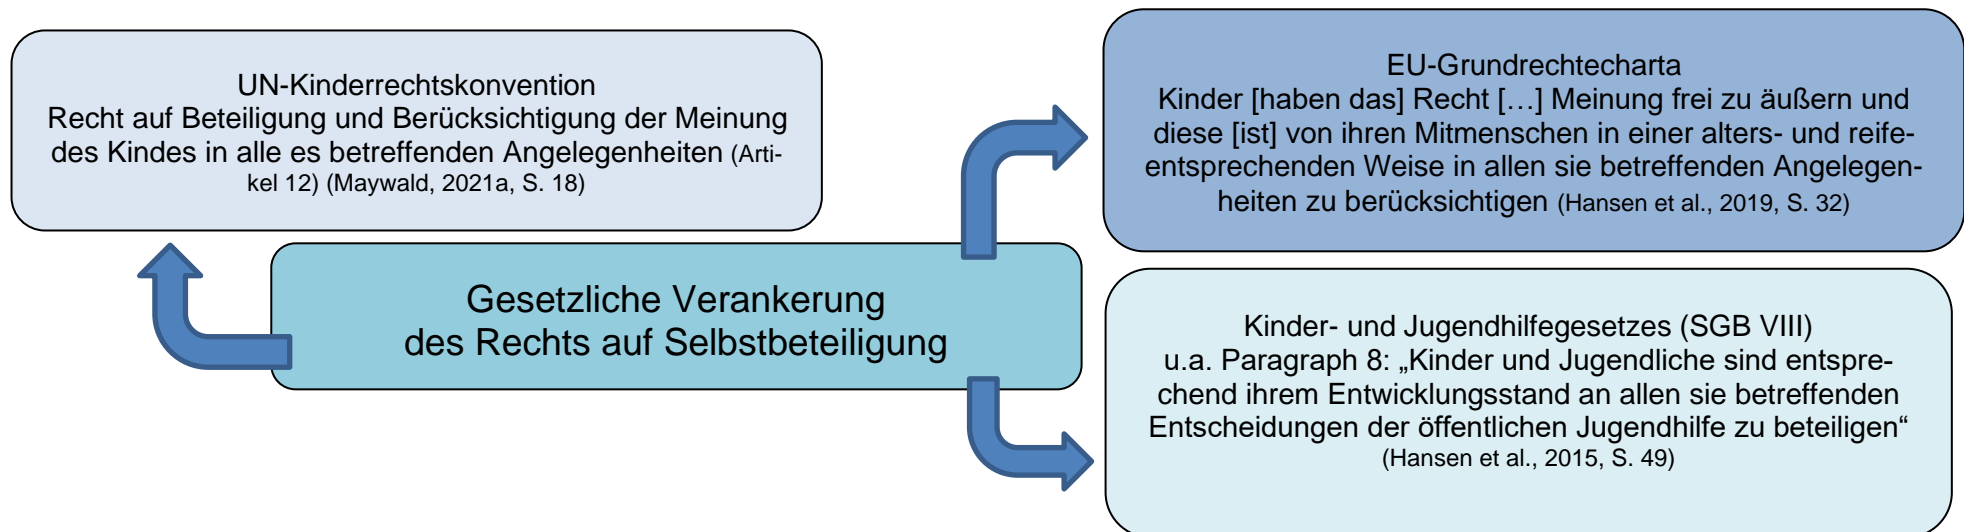 UN-Kinderrechtskonvention
Recht auf Beteiligung und Berücksichtigung der Meinung
des Kindes in alle es betreffenden Angelegenheiten (Arti-
kel 12) (Maywald, 2021a, S. 18)
EU-Grundrechtecharta
Kinder [haben das] Recht […] Meinung frei zu äußern und
diese [ist] von ihren Mitmenschen in einer alters- und reife-
entsprechenden Weise in allen sie betreffenden Angelegen-
heiten zu berücksichtigen (Hansen et al., 2019, S. 32)
Gesetzliche Verankerung
des Rechts auf Selbstbeteiligung
Kinder- und Jugendhilfegesetzes (SGB VIII)
u.a. Paragraph 8: „Kinder und Jugendliche sind entspre-
chend ihrem Entwicklungsstand an allen sie betreffenden
Entscheidungen der öffentlichen Jugendhilfe zu beteiligen“
(Hansen et al., 2015, S. 49)